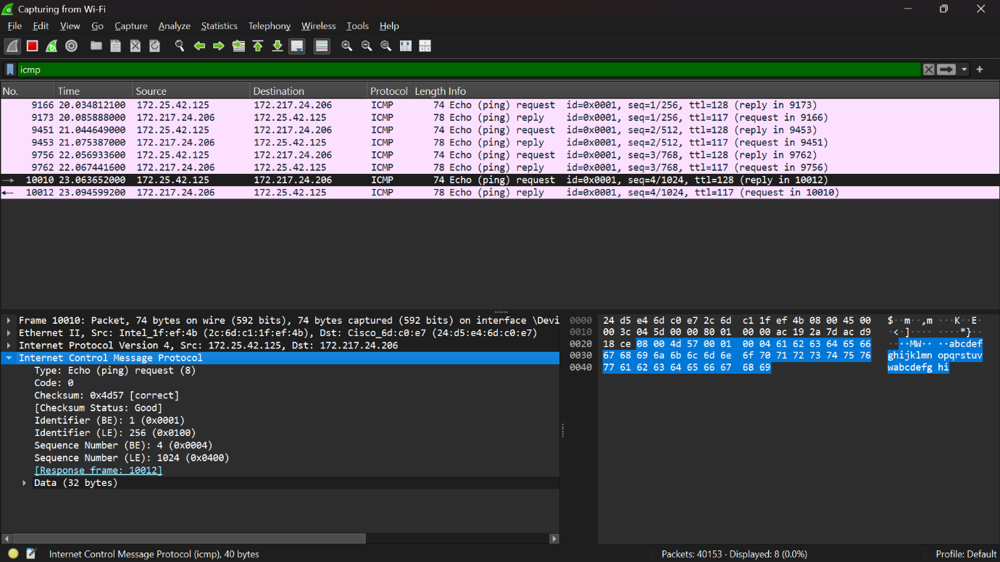 Capturing from Wi-Fi
File Edit View Go Capture Analyze Statistics Telephony Wireless Tools Help
icmp
No. Time Source Destination Protocol Length Info
9166 20.034812100 172.25.42.125 172.217.24.206 ICMP 74 Echo (ping) request id=0x0001, seq=1/256, ttl=128 (reply in 9173)
9173 20.085888000 172.217.24.206 172.25.42.125 ICMP 78 Echo (ping) reply id=0x0001, seq=1/256, ttl=117 (request in 9166)
9451 21.044649000 172.25.42.125 172.217.24.206 ICMP 74 Echo (ping) request id=0x0001, seq=2/512, ttl=128 (reply in 9453)
9453 21.075387000 172.217.24.206 172.25.42.125 ICMP 78 Echo (ping) reply id=0x0001, seq=2/512, ttl=117 (request in 9451)
9756 22.056933600 172.25.42.125 172.217.24.206 ICMP 74 Echo (ping) request id=0x0001, seq=3/768, ttl=128 (reply in 9762)
9762 22.067441600 172.217.24.206 172.25.42.125 ICMP 78 Echo (ping) reply id=0x0001, seq=3/768, ttl=117 (request in 9756)
10010 23.063652000 172.25.42.125 172.217.24.206 ICMP 74 Echo (ping) request id=0x0001, seq=4/1024, ttl=128 (reply in 10012)
10012 23.094599200 172.217.24.206 172.25.42.125 ICMP 78 Echo (ping) reply id=0x0001, seq=4/1024, ttl=117 (request in 10010)
Frame 10010: Packet, 74 bytes on wire (592 bits), 74 bytes captured (592 bits) on interface \Devi
Ethernet II, Src: Intel_1f:ef:4b (2c:6d:c1:1f:ef:4b), Dst: Cisco_6d:c0:e7 (24:d5:e4:6d:c0:e7)
Internet Protocol Version 4, Src: 172.25.42.125, Dst: 172.217.24.206
Internet Control Message Protocol
Type: Echo (ping) request (8)
Code: 0
Checksum: 0x4d57 [correct]
[Checksum Status: Good]
Identifier (BE): 1 (0x0001)
Identifier (LE): 256 (0x0100)
Sequence Number (BE): 4 (0x0004)
Sequence Number (LE): 1024 (0x0400)
[Response frame: 10012]
Data (32 bytes)
0000 24 d5 e4 6d c0 e7 2c 6d c1 1f ef 4b 08 00 45 00 $··m··,m ···K··E·
0010 00 3c 04 5d 00 00 80 01 00 00 ac 19 2a 7d ac d9 ·<·]···· ····*}··
0020 18 ce 08 00 4d 57 00 01 00 04 61 62 63 64 65 66 ····MW·· ··abcdef
0030 67 68 69 6a 6b 6c 6d 6e 6f 70 71 72 73 74 75 76 ghijklmn opqrstuv
0040 77 61 62 63 64 65 66 67 68 69 wabcdefg hi
Internet Control Message Protocol (icmp), 40 bytes
Packets: 40153 · Displayed: 8 (0.0%)
Profile: Default